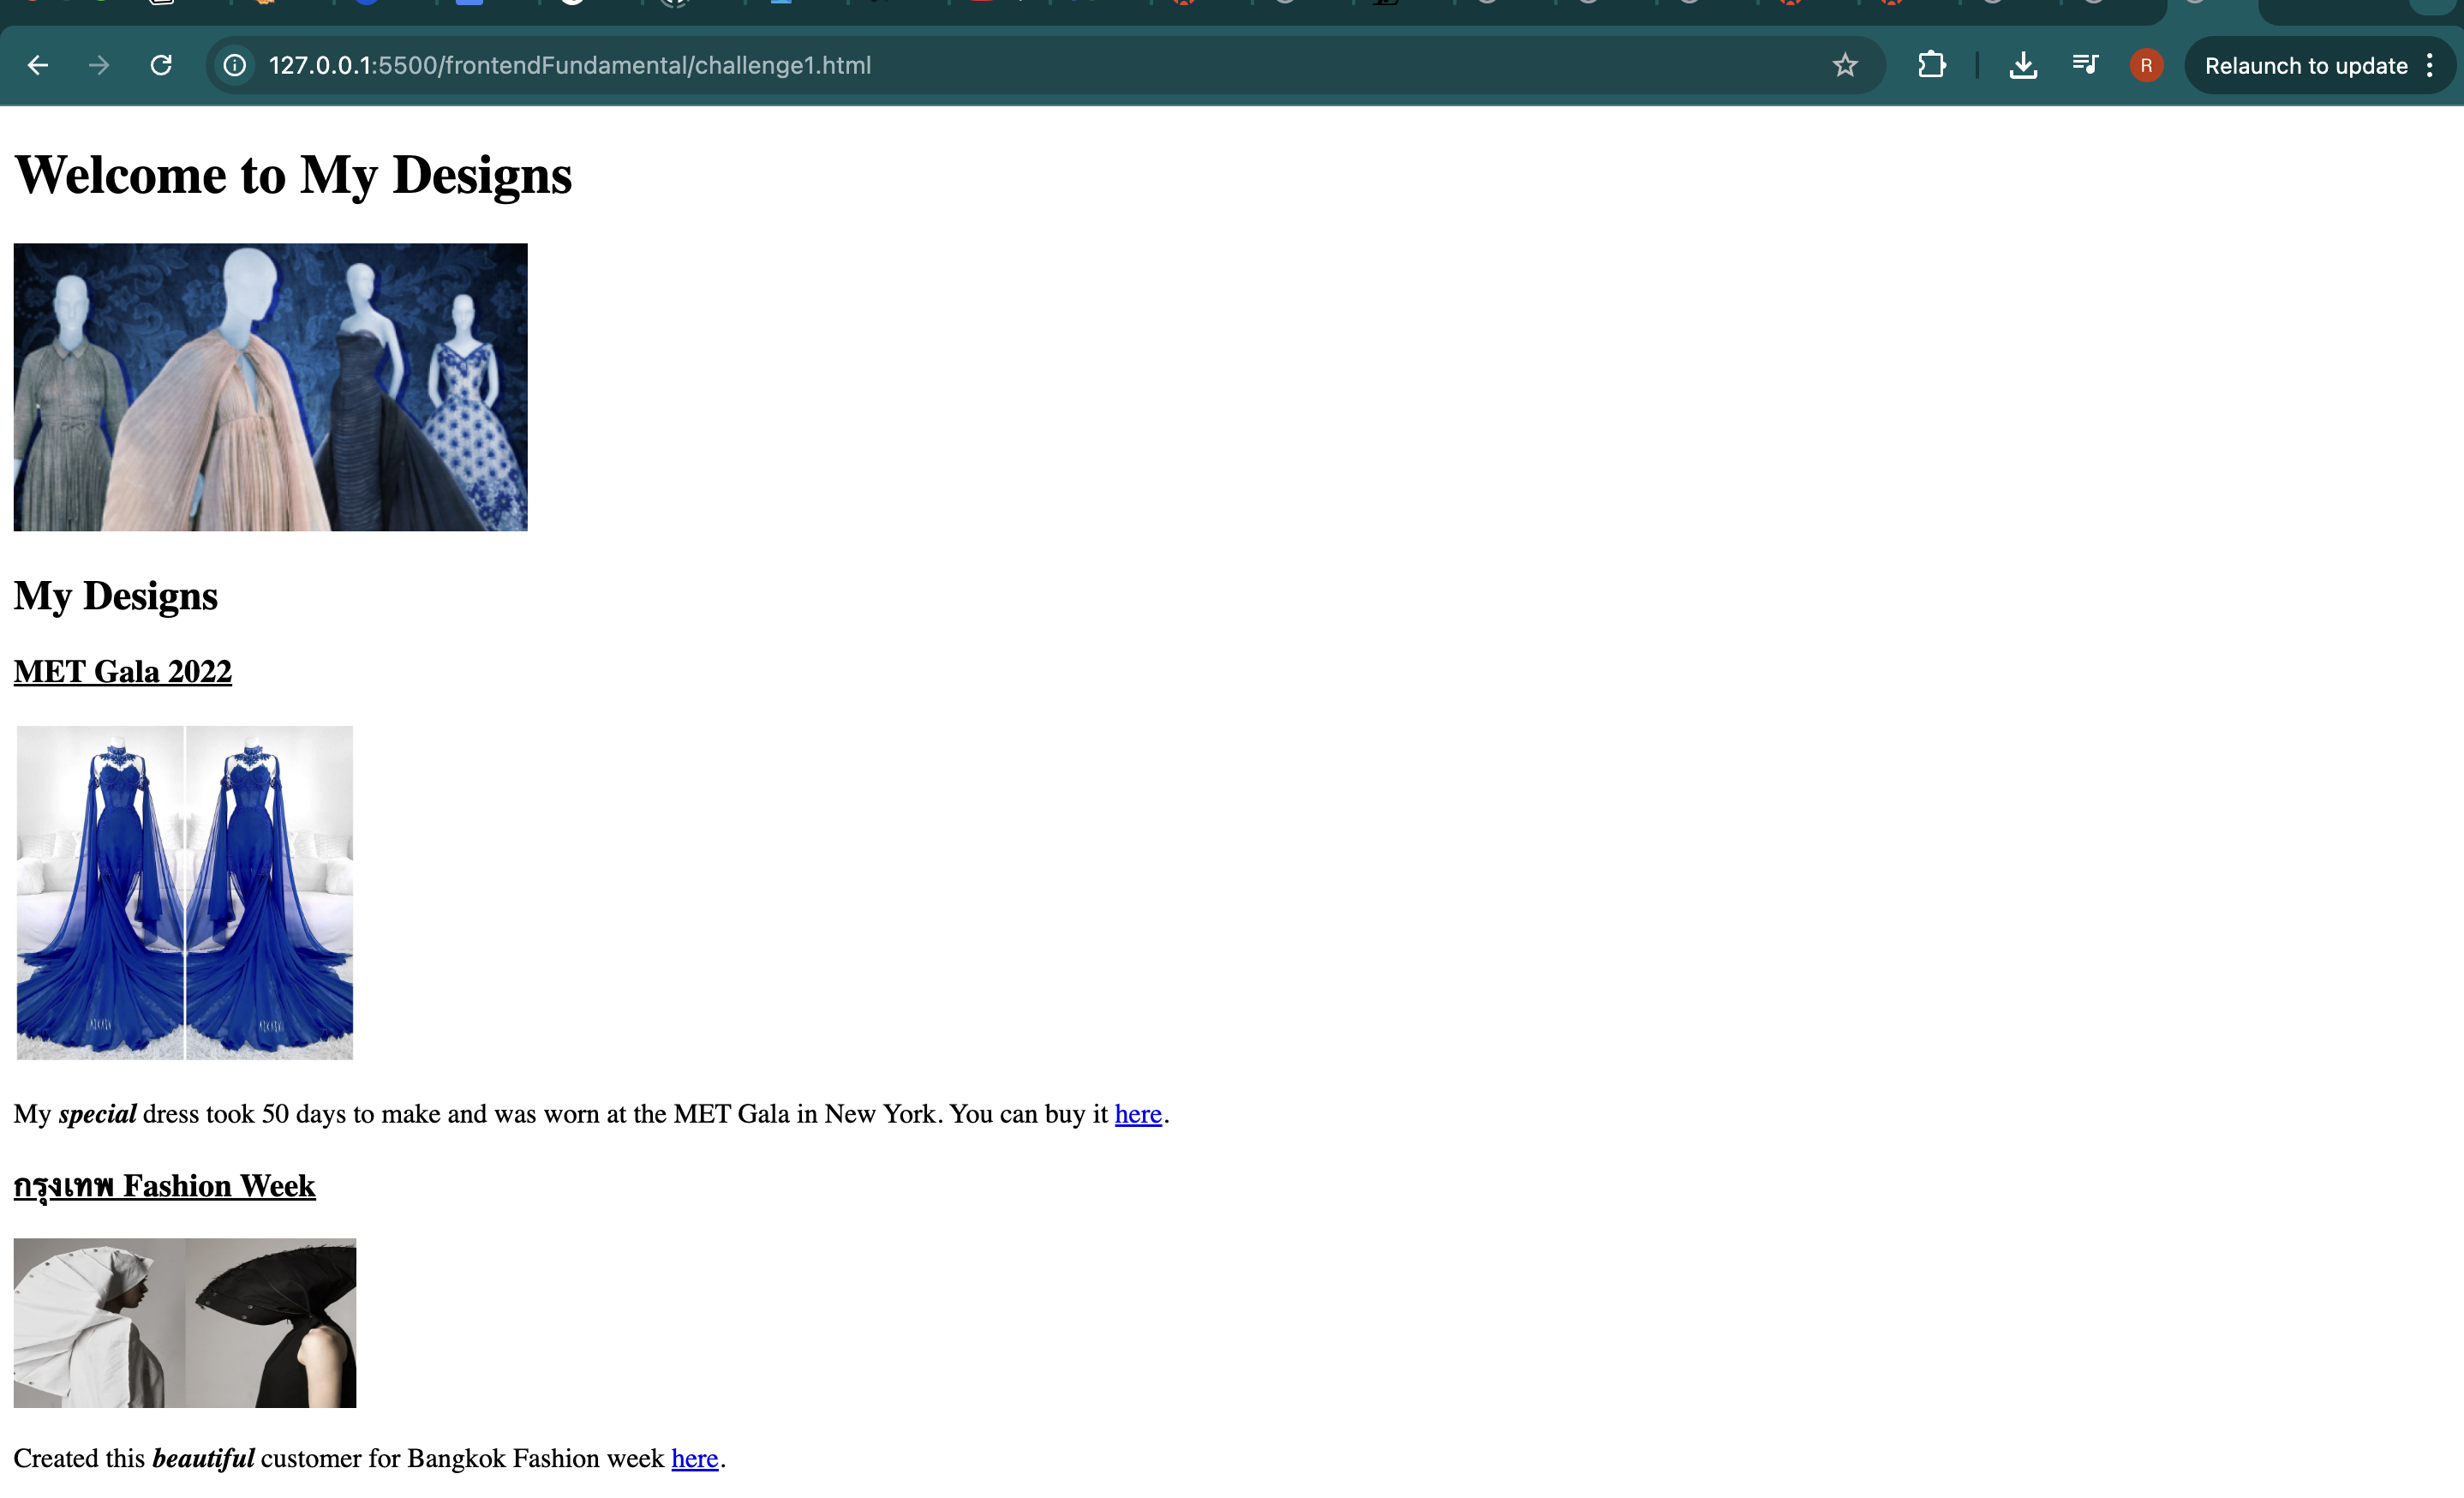 127.0.0.1:5500/frontendFundamental/challenge1.html
R
Relaunch to update
Welcome to My Designs
My Designs
MET Gala 2022
My special dress took 50 days to make and was worn at the MET Gala in New York. You can buy it here.
กรุงเทพ Fashion Week
Created this beautiful customer for Bangkok Fashion week here.